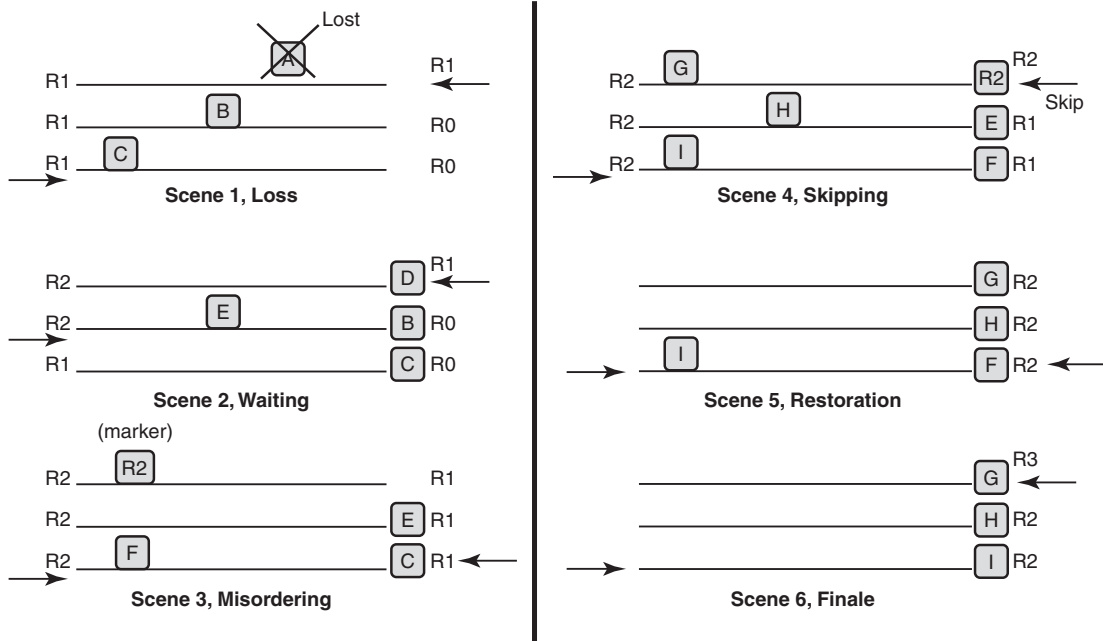 Lost
A
R1 R1
B
R1 R0
C
R1 R0
Scene 1, Loss
R2 D R1
E
R2 B R0
R1 C R0
Scene 2, Waiting
(marker)
R2
R2 R1
R2 E R1
F
R2 C R1
Scene 3, Misordering
G R2
R2 R2
Skip
H
R2 E R1
I
R2 F R1
Scene 4, Skipping
G R2
H R2
I
F R2
Scene 5, Restoration
R3
G
H R2
I R2
Scene 6, Finale